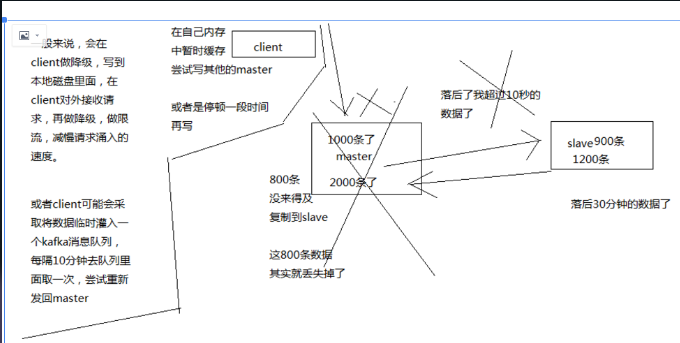 一般来说，会在
client做降级，写到
本地磁盘里面，在
client对外接收请
求，再做降级，做限
流，减慢请求涌入的
速度。
或者client可能会采
取将数据临时灌入一
个kafka消息队列，
每隔10分钟去队列里
面取一次，尝试重新
发回master
在自己内存
中暂时缓存
尝试写其他的master
或者是停顿一段时间
再写
client
1000条了
master
2000条了
800条
没来得及
复制到slave
这800条数据
其实就丢失掉了
落后了我超过10秒的
数据了
slave 900条
1200条
落后30分钟的数据了